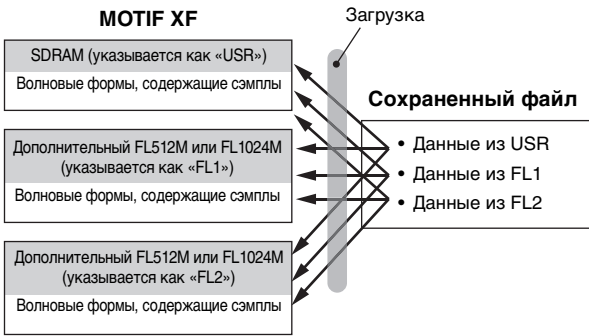 MOTIF XF
Загрузка
SDRAM (указывается как «USR»)
Волновые формы, содержащие сэмплы
Дополнительный FL512M или FL1024M
(указывается как «FL1»)
Волновые формы, содержащие сэмплы
Дополнительный FL512M или FL1024M
(указывается как «FL2»)
Волновые формы, содержащие сэмплы
Сохраненный файл
• Данные из USR
• Данные из FL1
• Данные из FL2